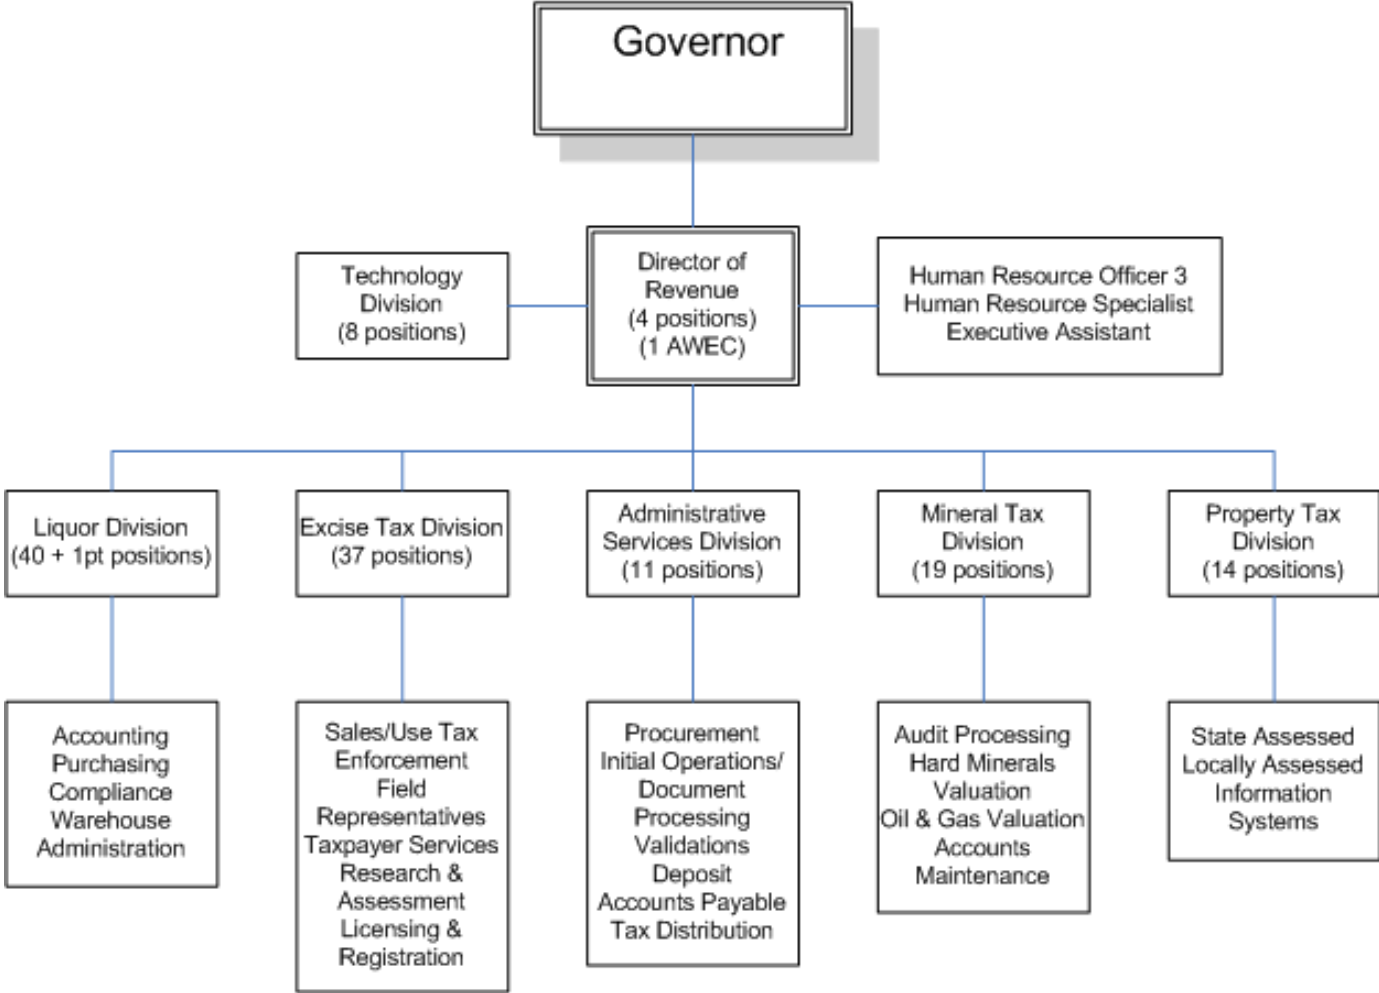 Governor
Technology
Division
(8 positions)
Director of
Revenue
(4 positions)
(1 AWEC)
Human Resource Officer 3
Human Resource Specialist
Executive Assistant
Liquor Division
(40 + 1pt positions)
Excise Tax Division
(37 positions)
Administrative
Services Division
(11 positions)
Mineral Tax
Division
(19 positions)
Property Tax
Division
(14 positions)
Accounting
Purchasing
Compliance
Warehouse
Administration
Sales/Use Tax
Enforcement
Field
Representatives
Taxpayer Services
Research &
Assessment
Licensing &
Registration
Procurement
Initial Operations/
Document
Processing
Validations
Deposit
Accounts Payable
Tax Distribution
Audit Processing
Hard Minerals
Valuation
Oil & Gas Valuation
Accounts
Maintenance
State Assessed
Locally Assessed
Information
Systems